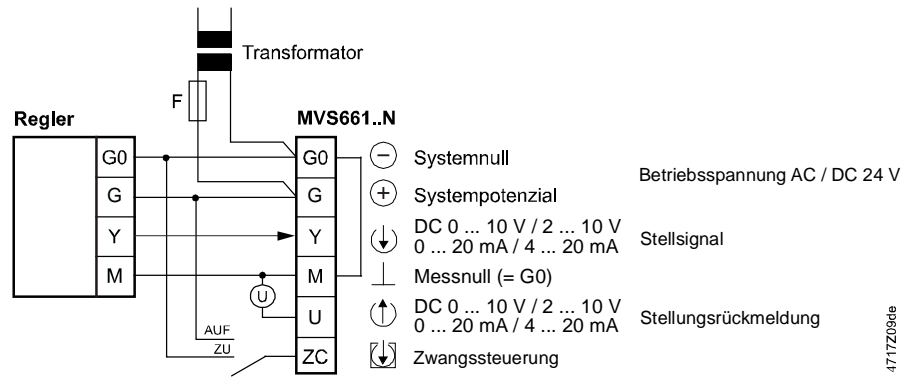 Transformator
F
Regler
MVS661..N
G0
G0
Systemnull
Betriebsspannung AC / DC 24 V
G
G
Systempotenzial
Y
Y
DC 0 ... 10 V / 2 ... 10 V
0 ... 20 mA / 4 ... 20 mA
Stellsignal
M
M
Messnull (= G0)
U
U
DC 0 ... 10 V / 2 ... 10 V
0 ... 20 mA / 4 ... 20 mA
Stellungsrückmeldung
AUF
ZU
ZC
Zwangssteuerung
4717Z09de